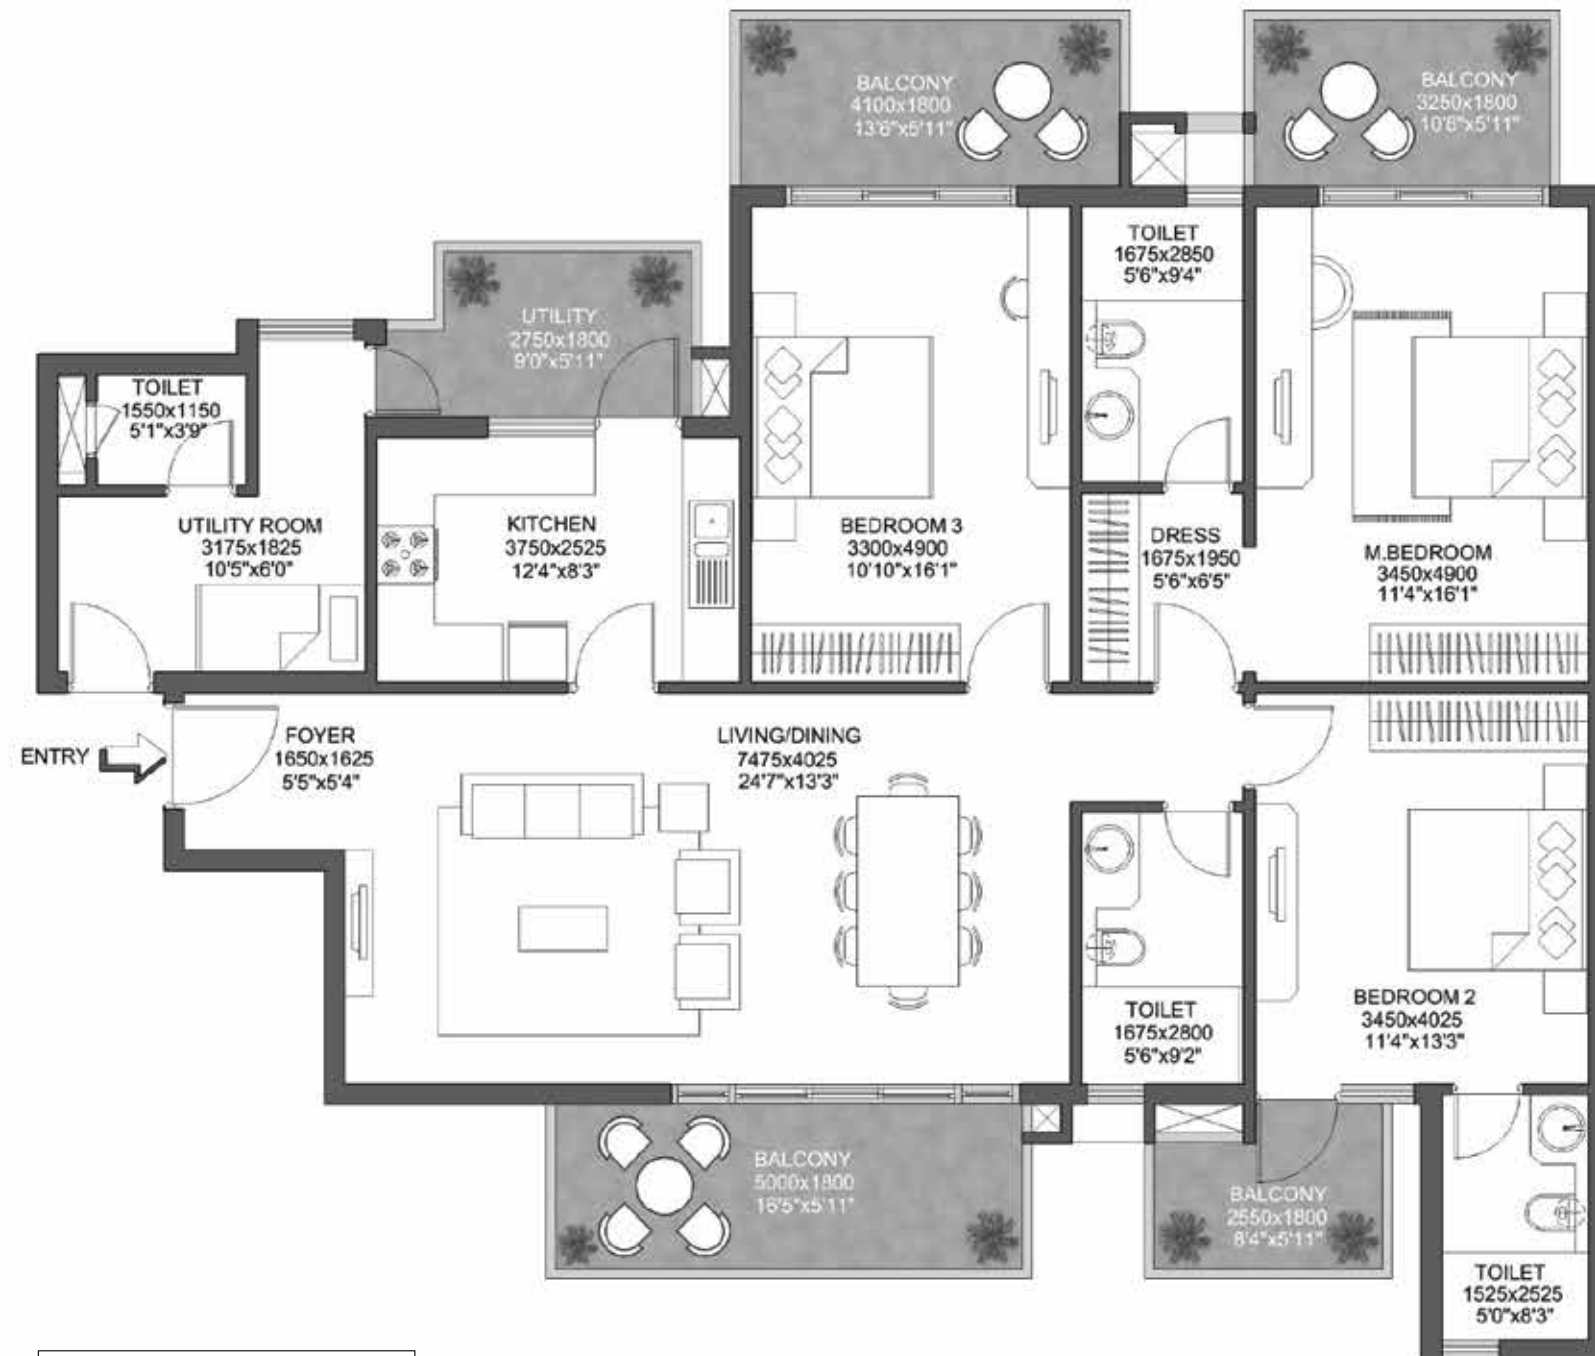 BALCONY
4100x1800
13'6"x5'11"
BALCONY
3250x1800
10'8"x5'11"
TOILET
1675x2850
5'6"x9'4"
UTILITY
2750x1800
9'0"x5'11"
TOILET
1550x1150
5'1"x3'9"
UTILITY ROOM
3175x1825
10'5"x6'0"
KITCHEN
3750x2525
12'4"x8'3"
BEDROOM 3
3300x4900
10'10"x16'1"
DRESS
1675x1950
5'6"x6'5"
M.BEDROOM
3450x4900
11'4"x16'1"
ENTRY
FOYER
1650x1625
5'5"x5'4"
LIVING/DINING
7475x4025
24'7"x13'3"
TOILET
1675x2800
5'6"x9'2"
BEDROOM 2
3450x4025
11'4"x13'3"
BALCONY
5000x1800
16'5"x5'11"
BALCONY
2550x1800
8'4"x5'11"
TOILET
1525x2525
5'0"x8'3"